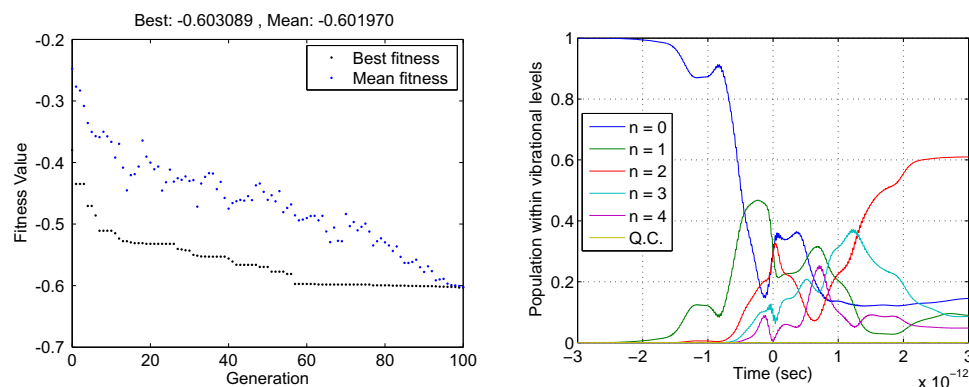 Best: -0.603089 , Mean: -0.601970
-0.2
-0.3
-0.4
-0.5
-0.6
-0.7
Fitness Value
Best fitness
Mean fitness
0 20 40 60 80 100
Generation
1
0.8
0.6
0.4
0.2
0
Population within vibrational levels
n = 0
n = 1
n = 2
n = 3
n = 4
Q.C.
−3 −2 −1 0 1 2 3
Time (sec)
x 10⁻¹²